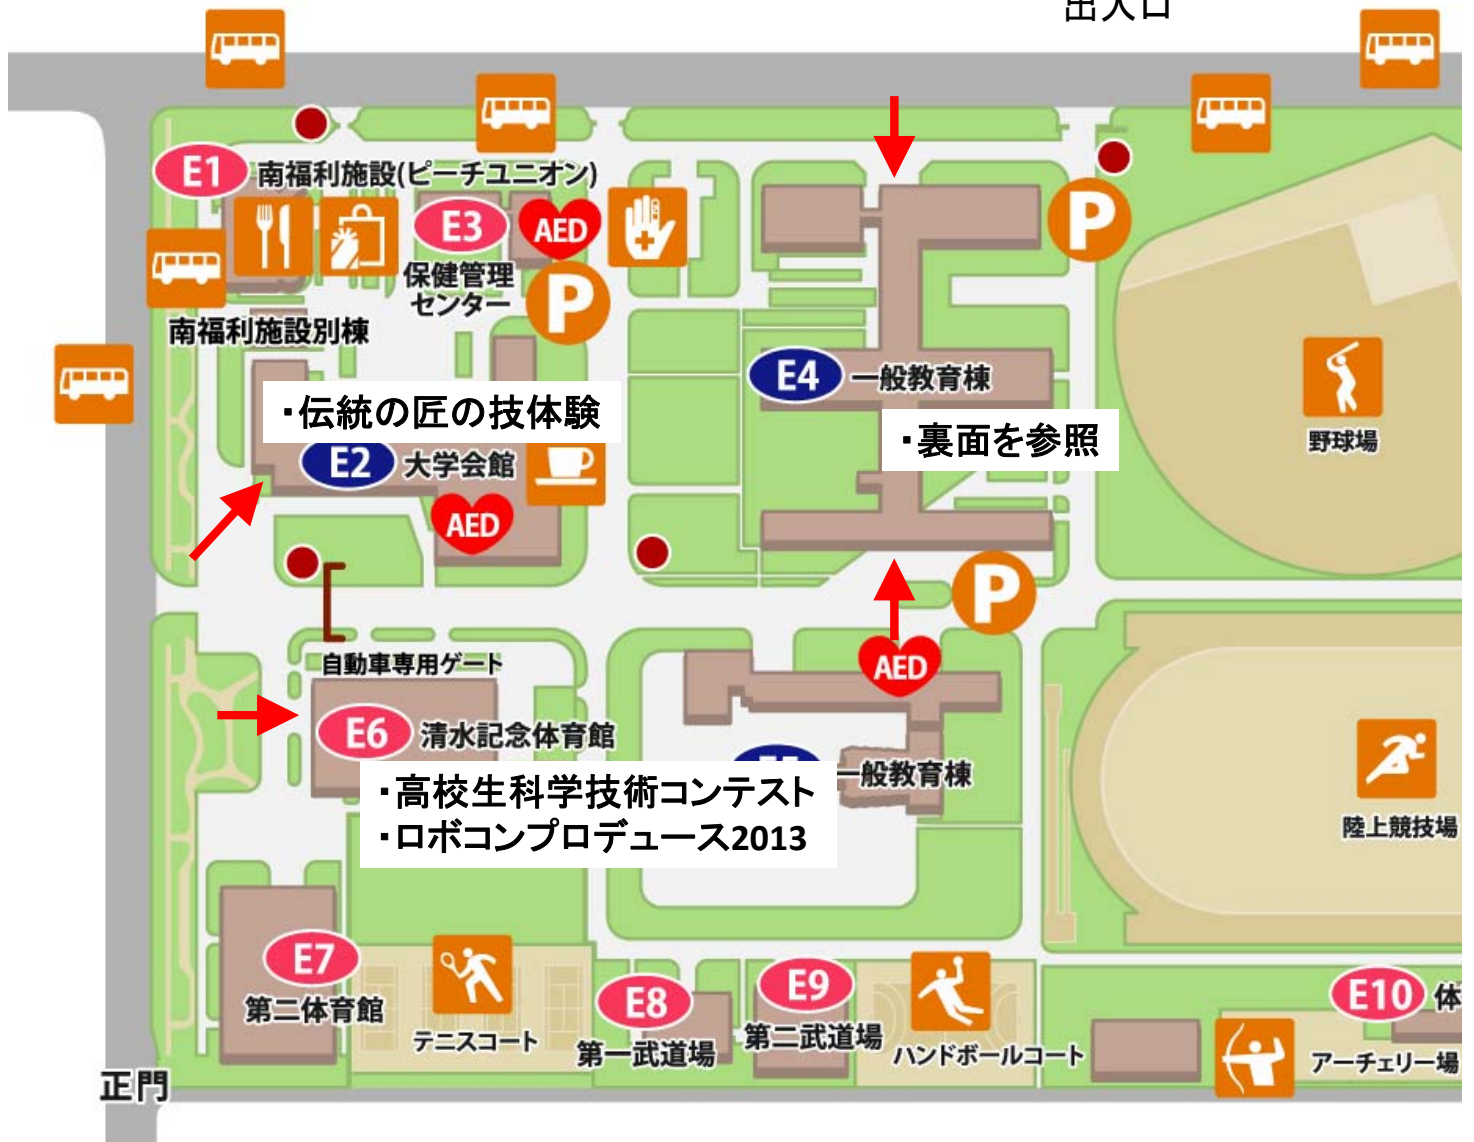 出入口
E1 南福利施設(ピーチユニオン)
E3 AED
保健管理
センター
P
P
南福利施設別棟
E4 一般教育棟
・伝統の匠の技体験
・裏面を参照
野球場
E2 大学会館
AED
P
自動車専用ゲート
AED
E6 清水記念体育館
一般教育棟
・高校生科学技術コンテスト
・ロボコンプロデュース2013
陸上競技場
E7
第二体育館
テニスコート
E8
第一武道場
E9
第二武道場
ハンドボールコート
E10 体
アーチェリー場
正門